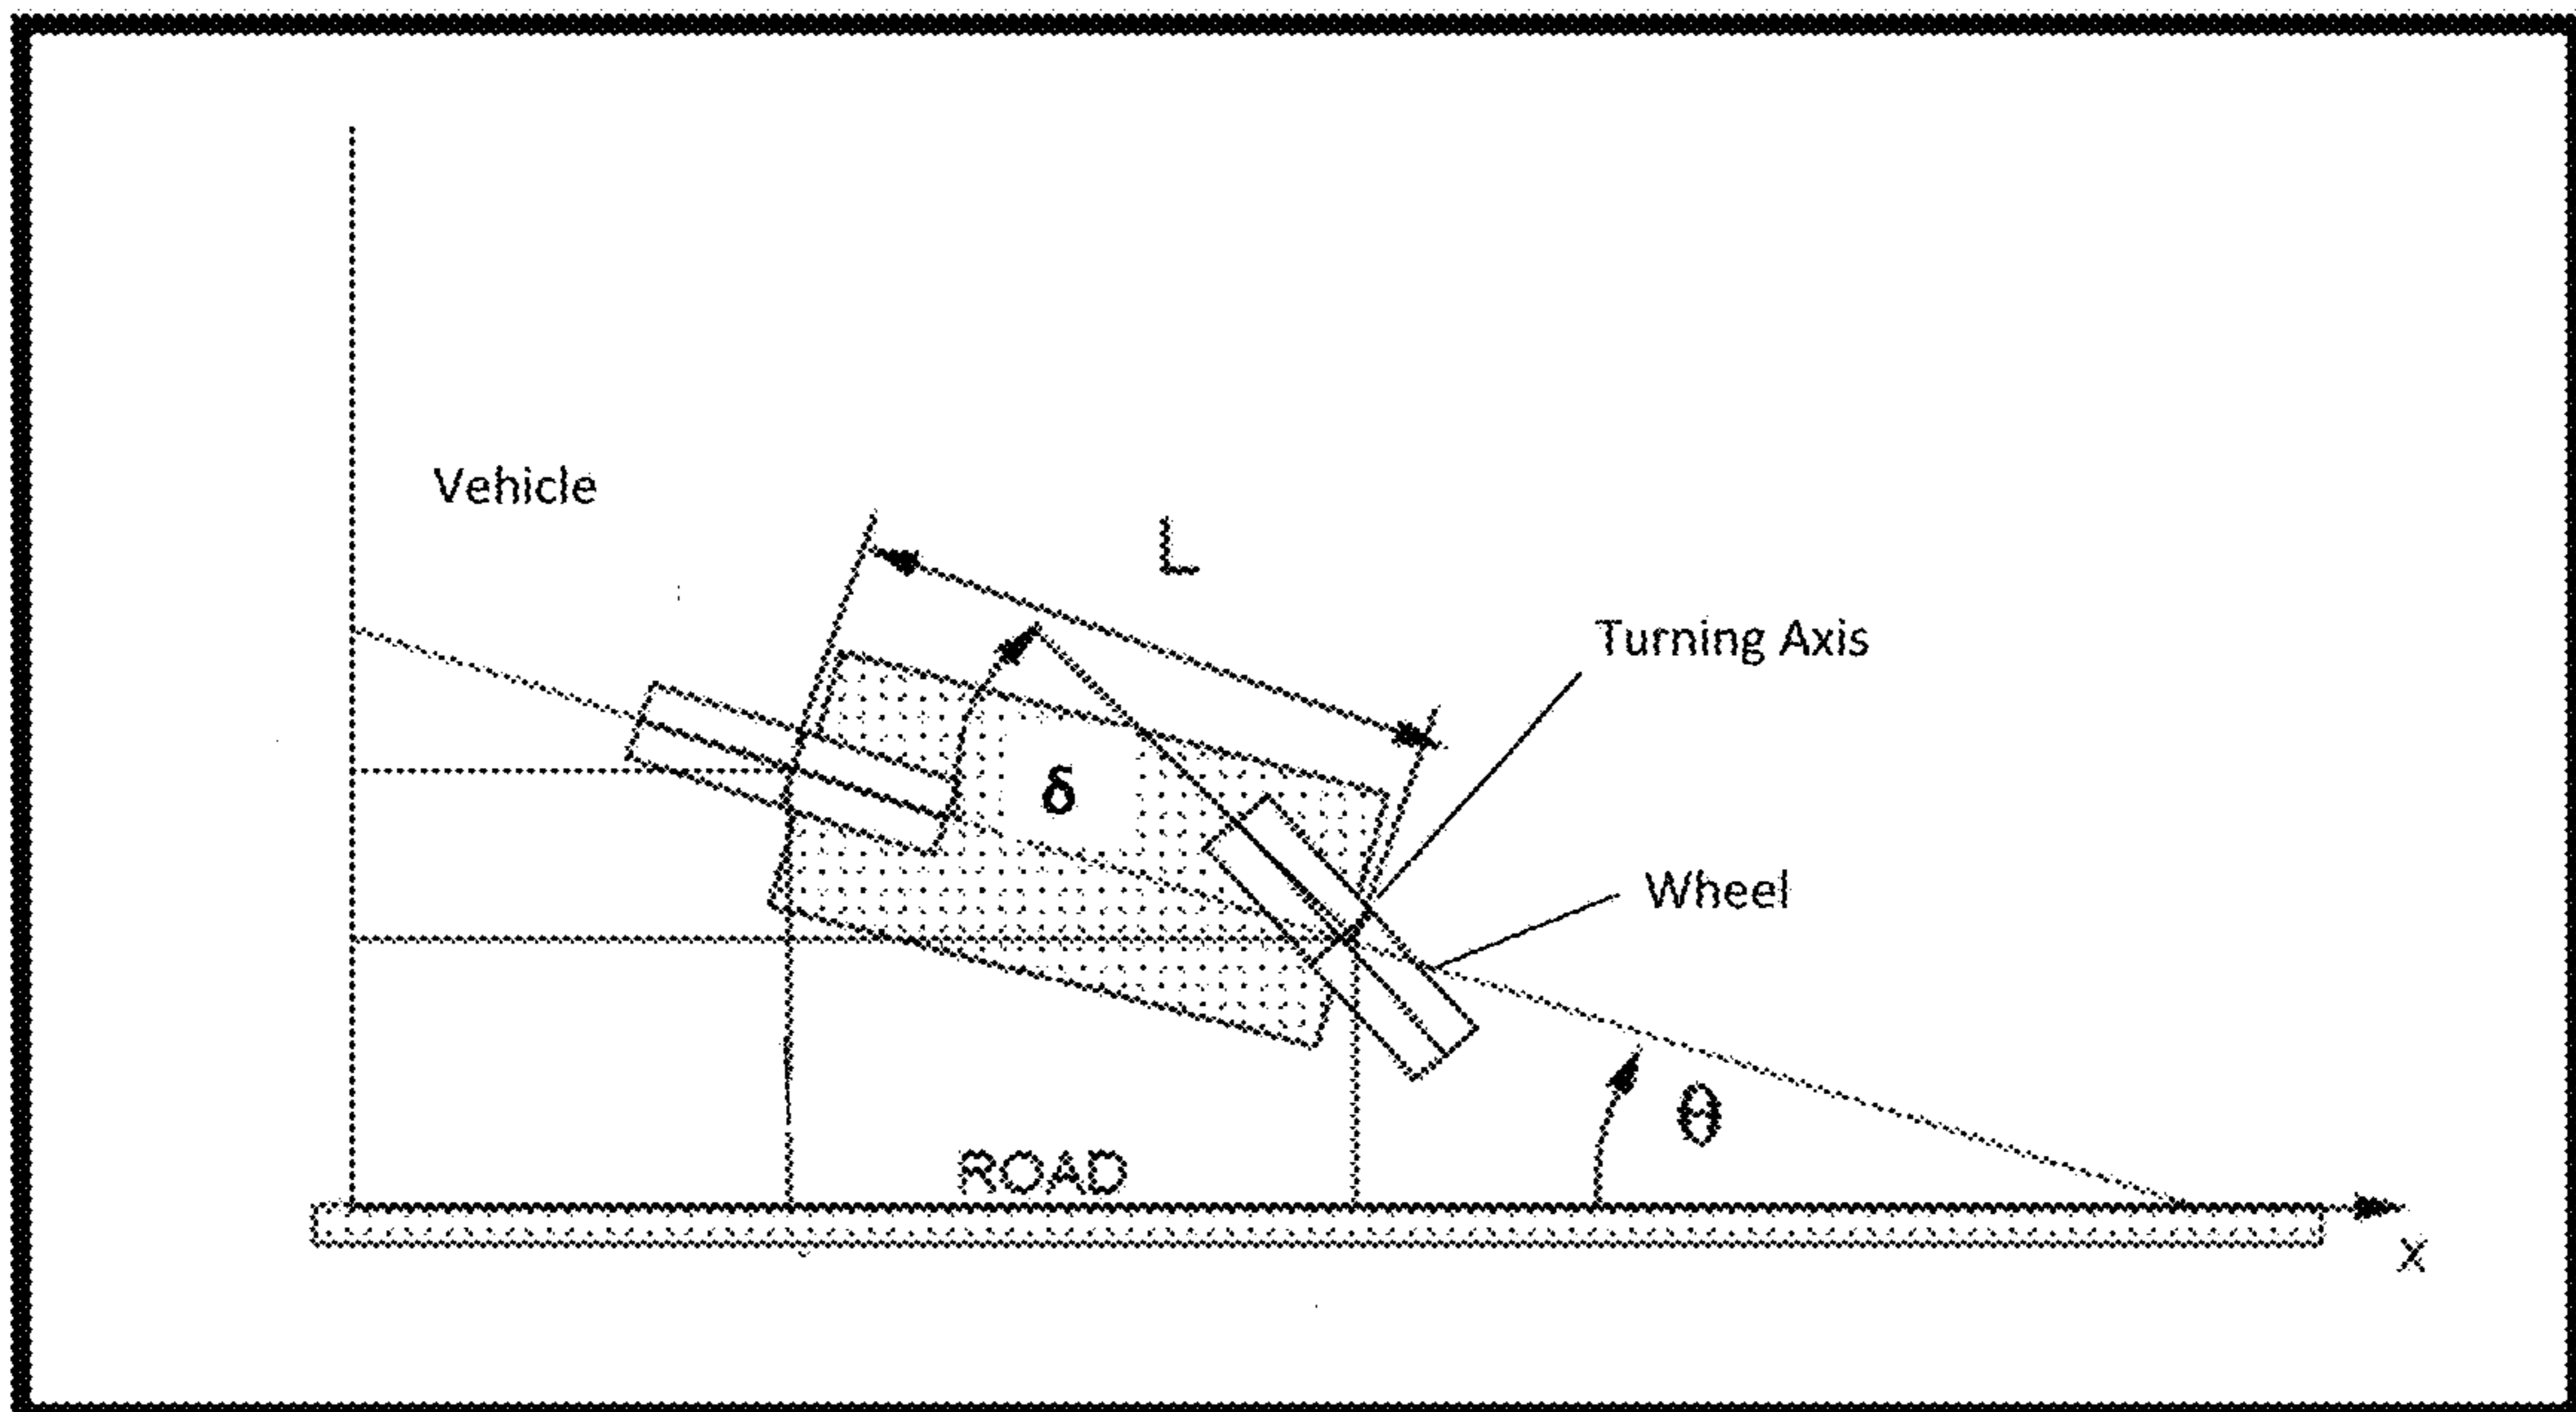 Vehicle
L
Turning Axis
δ
Wheel
θ
ROAD
x